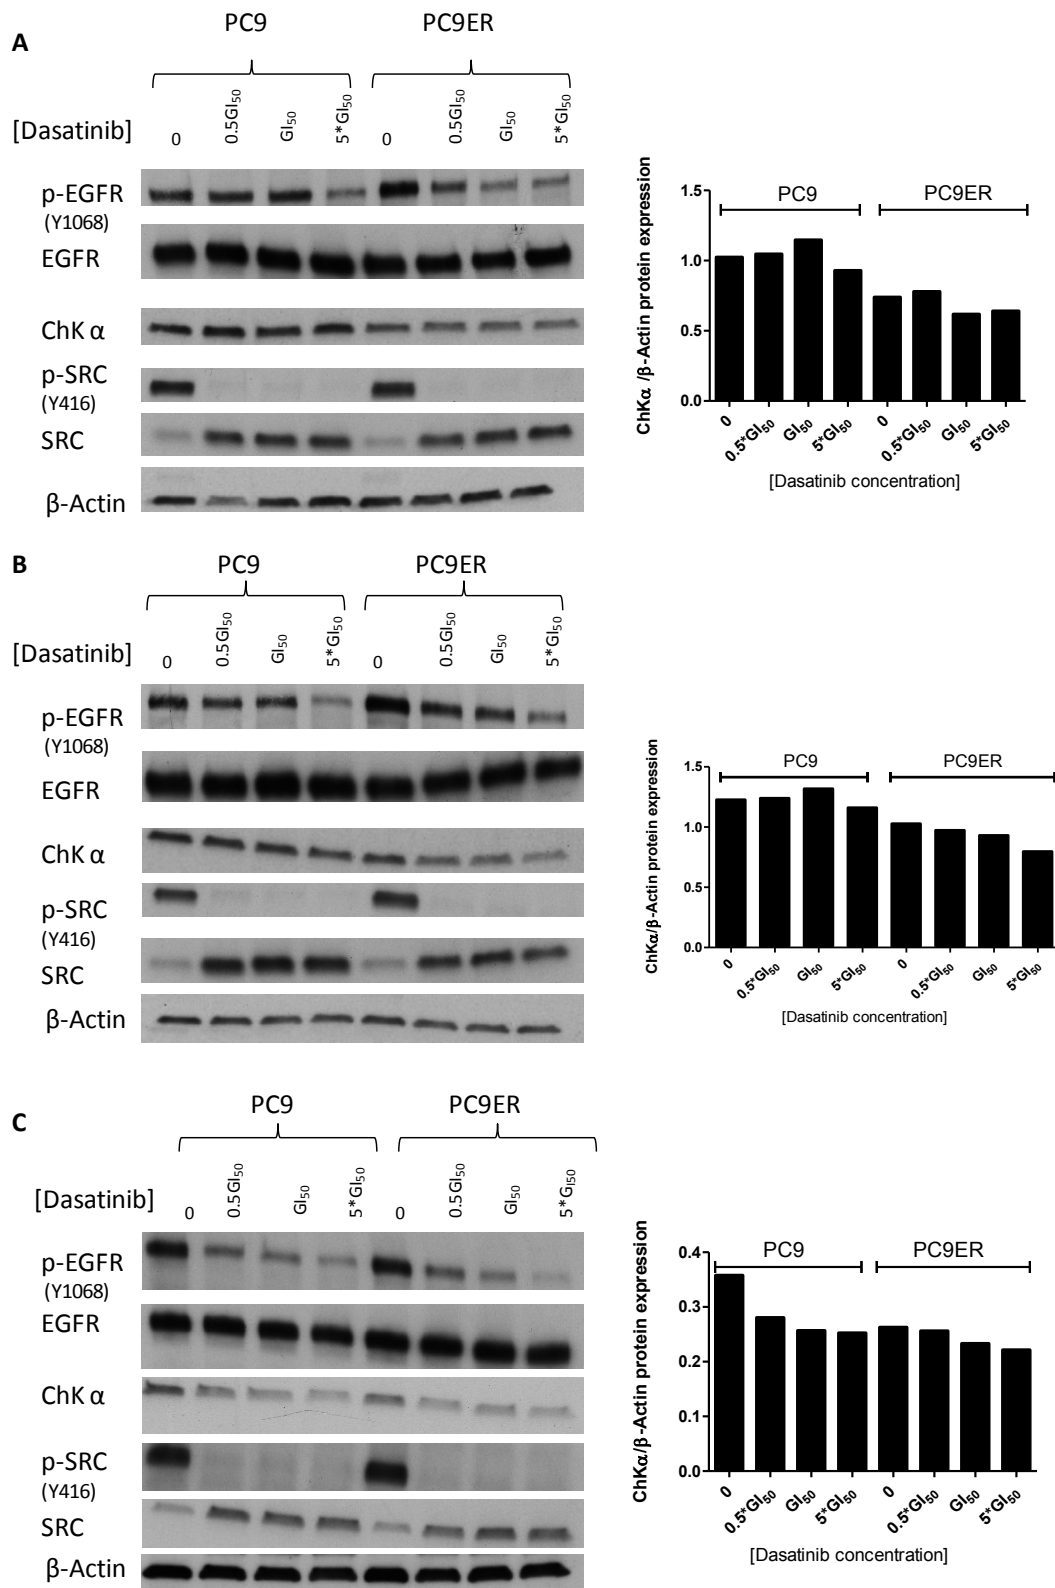 A
PC9 PC9ER
[Dasatinib] 0 0.5GI50 GI50 5*GI50 0 0.5GI50 GI50 5*GI50
p-EGFR
(Y1068)
EGFR
ChK α
p-SRC
(Y416)
SRC
β-Actin
ChKα /β-Actin protein expression
1.5
1.0
0.5
0.0
PC9 PC9ER
0 0.5*GI50 GI50 5*GI50 0 0.5*GI50 GI50 5*GI50
[Dasatinib concentration]
B
PC9 PC9ER
[Dasatinib] 0 0.5GI50 GI50 5*GI50 0 0.5GI50 GI50 5*GI50
p-EGFR
(Y1068)
EGFR
ChK α
p-SRC
(Y416)
SRC
β-Actin
ChKα/β-Actin protein expression
1.5
1.0
0.5
0.0
PC9 PC9ER
0 0.5*GI50 GI50 5*GI50 0 0.5*GI50 GI50 5*GI50
[Dasatinib concentration]
C
PC9 PC9ER
[Dasatinib] 0 0.5GI50 GI50 5*GI50 0 0.5GI50 GI50 5*GI50
p-EGFR
(Y1068)
EGFR
ChK α
p-SRC
(Y416)
SRC
β-Actin
ChKα/β-Actin protein expression
0.4
0.3
0.2
0.1
0.0
PC9 PC9ER
0 0.5*GI50 GI50 5*GI50 0 0.5*GI50 GI50 5*GI50
[Dasatinib concentration]